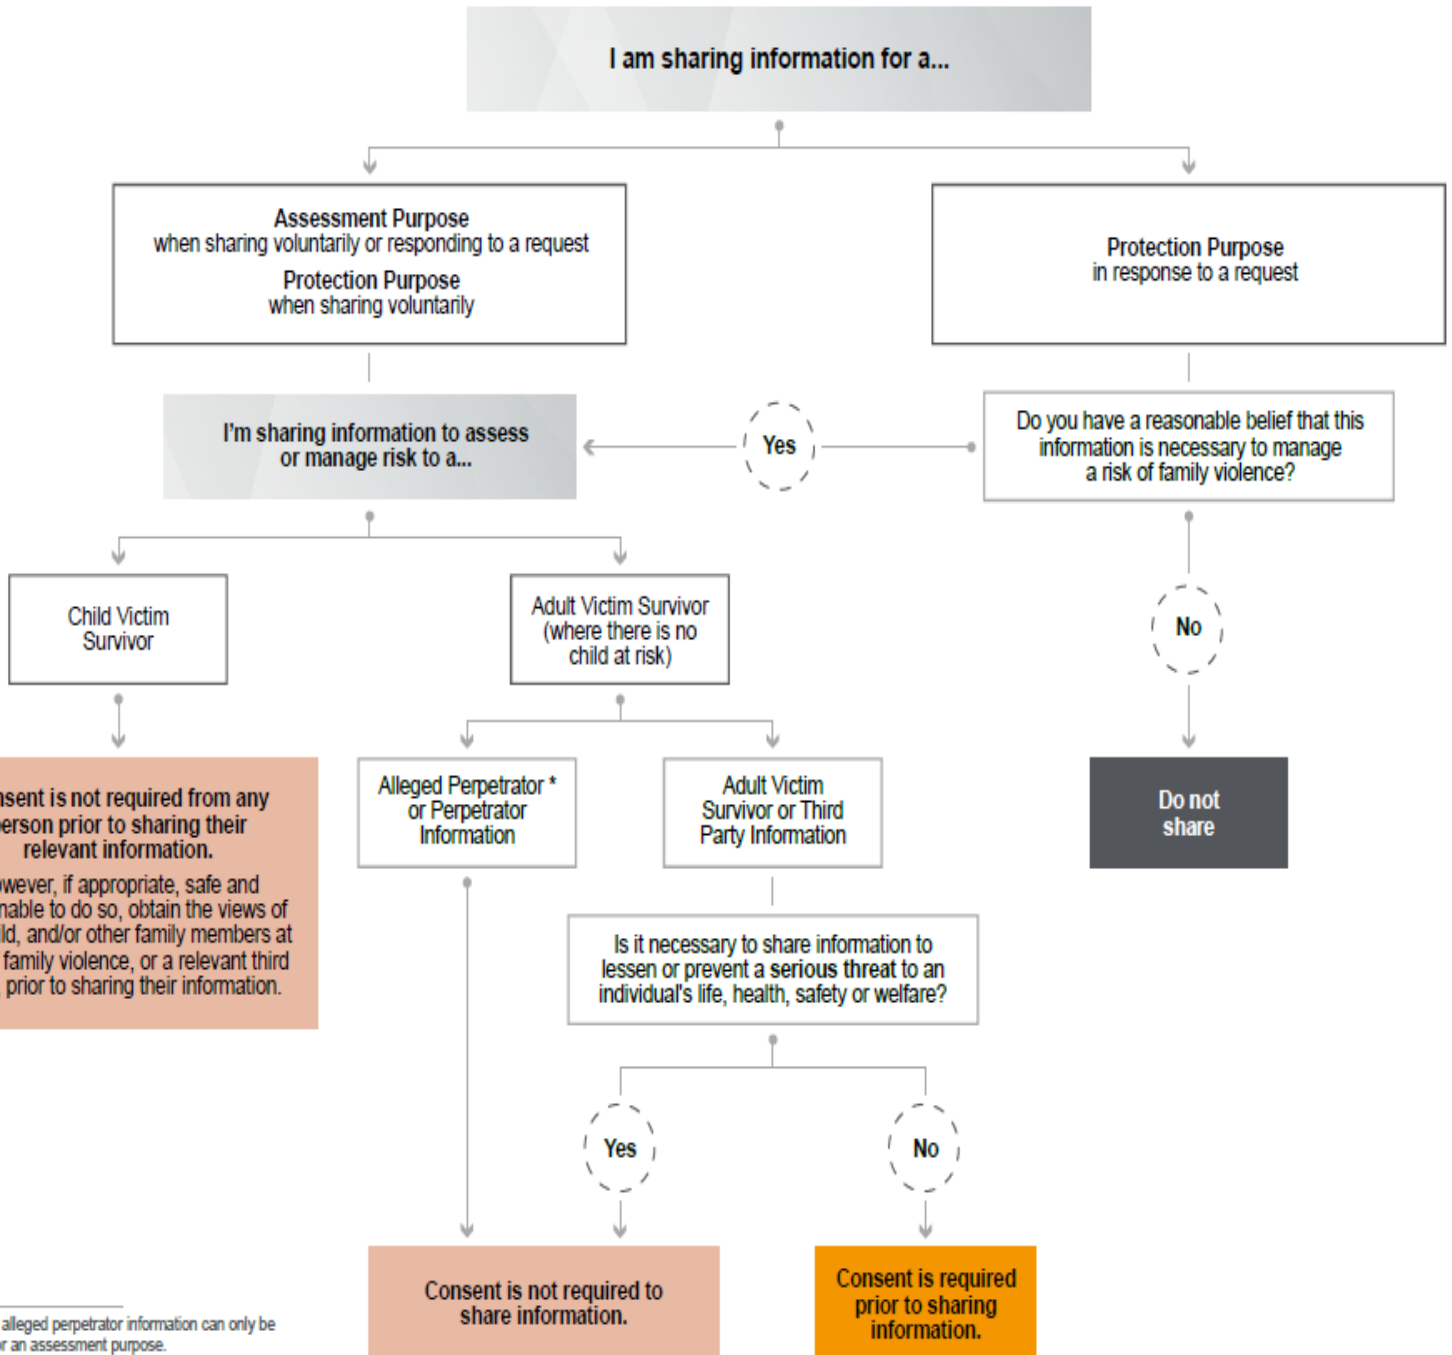 I am sharing information for a...
Assessment Purpose
when sharing voluntarily or responding to a request
Protection Purpose
when sharing voluntarily
Protection Purpose
in response to a request
I'm sharing information to assess
or manage risk to a...
Yes
Do you have a reasonable belief that this
information is necessary to manage
a risk of family violence?
Child Victim
Survivor
Adult Victim Survivor
(where there is no
child at risk)
No
nsent is not required from any
erson prior to sharing their
relevant information.
wever, if appropriate, safe and
nable to do so, obtain the views of
ild, and/or other family members at
family violence, or a relevant third
, prior to sharing their information.
Alleged Perpetrator *
or Perpetrator
Information
Adult Victim
Survivor or Third
Party Information
Do not
share
Is it necessary to share information to
lessen or prevent a serious threat to an
individual's life, health, safety or welfare?
Yes
No
Consent is not required to
share information.
Consent is required
prior to sharing
information.
alleged perpetrator information can only be
or an assessment purpose.